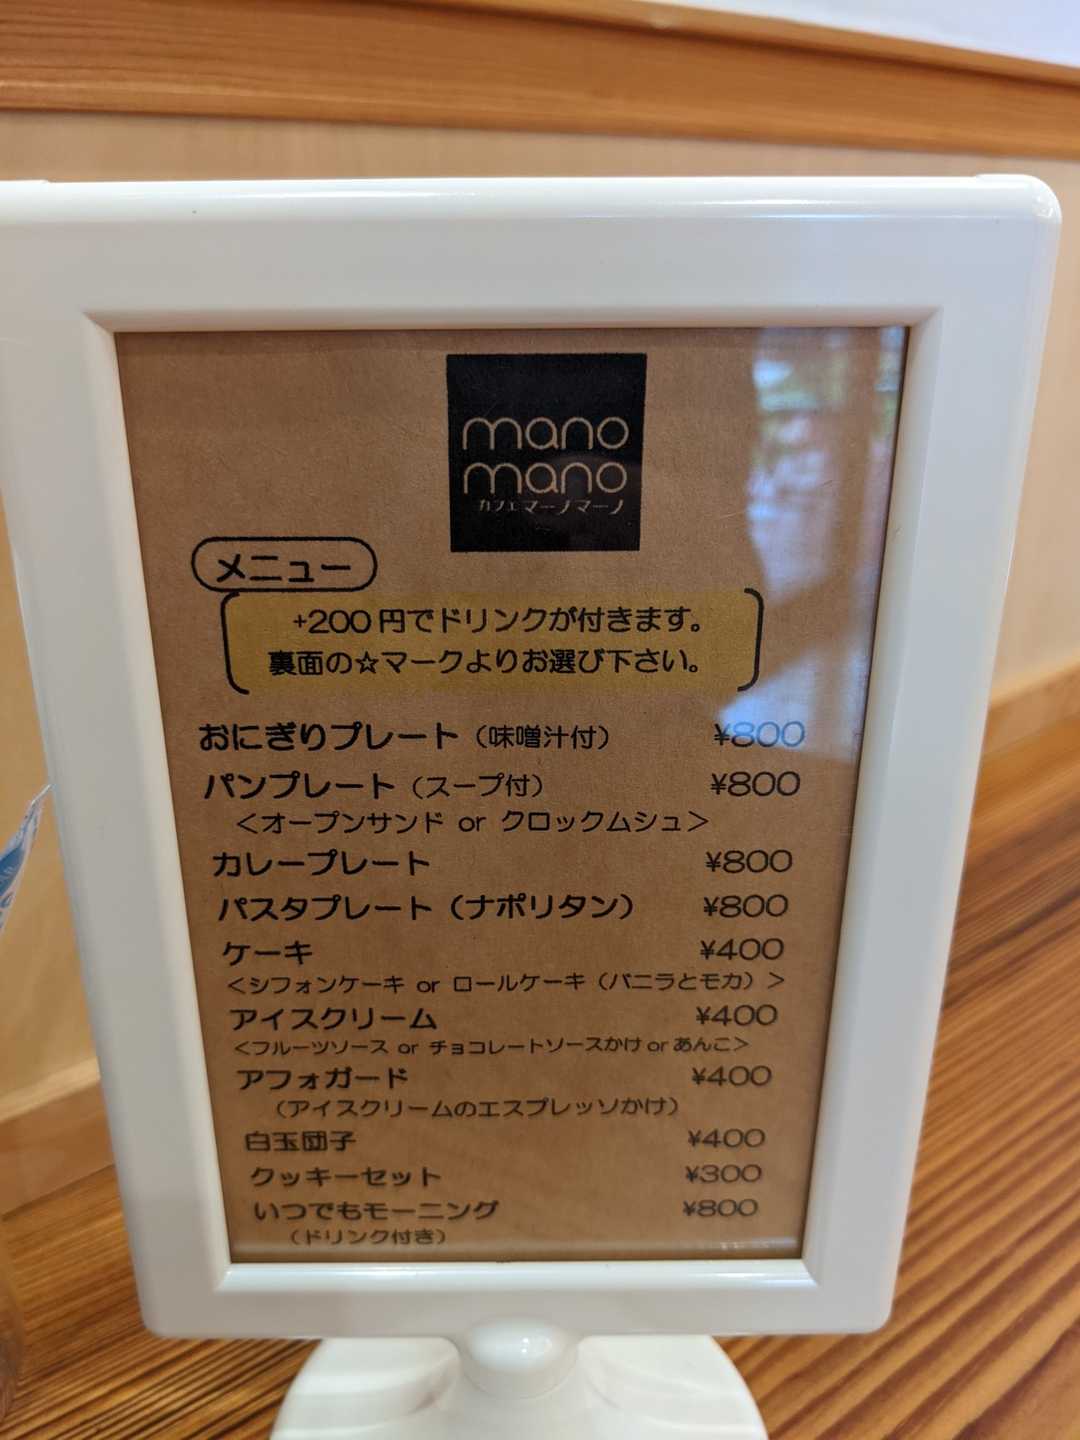 mano
mano
カフェ マーノマーノ
メニュー
+200円でドリンクが付きます。
裏面の☆マークよりお選び下さい。
おにぎりプレート（味噌汁付） ¥800
パンプレート（スープ付） ¥800
＜オープンサンド or クロックムシュ＞
カレープレート ¥800
パスタプレート（ナポリタン） ¥800
ケーキ ¥400
＜シフォンケーキ or ロールケーキ（バニラとモカ）＞
アイスクリーム ¥400
＜フルーツソース or チョコレートソースかけ or あんこ＞
アフォガード ¥400
（アイスクリームのエスプレッソかけ）
白玉団子 ¥400
クッキーセット ¥300
いつでもモーニング ¥800
（ドリンク付き）